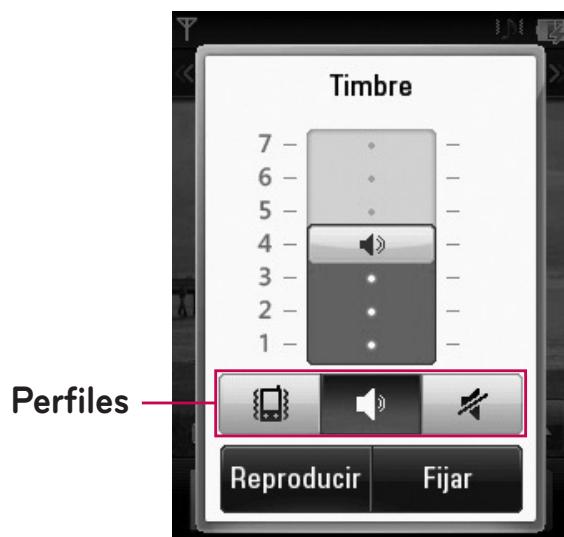 Timbre
7 –
6 –
5 –
4 –
3 –
2 –
1 –
Perfiles
Reproducir Fijar